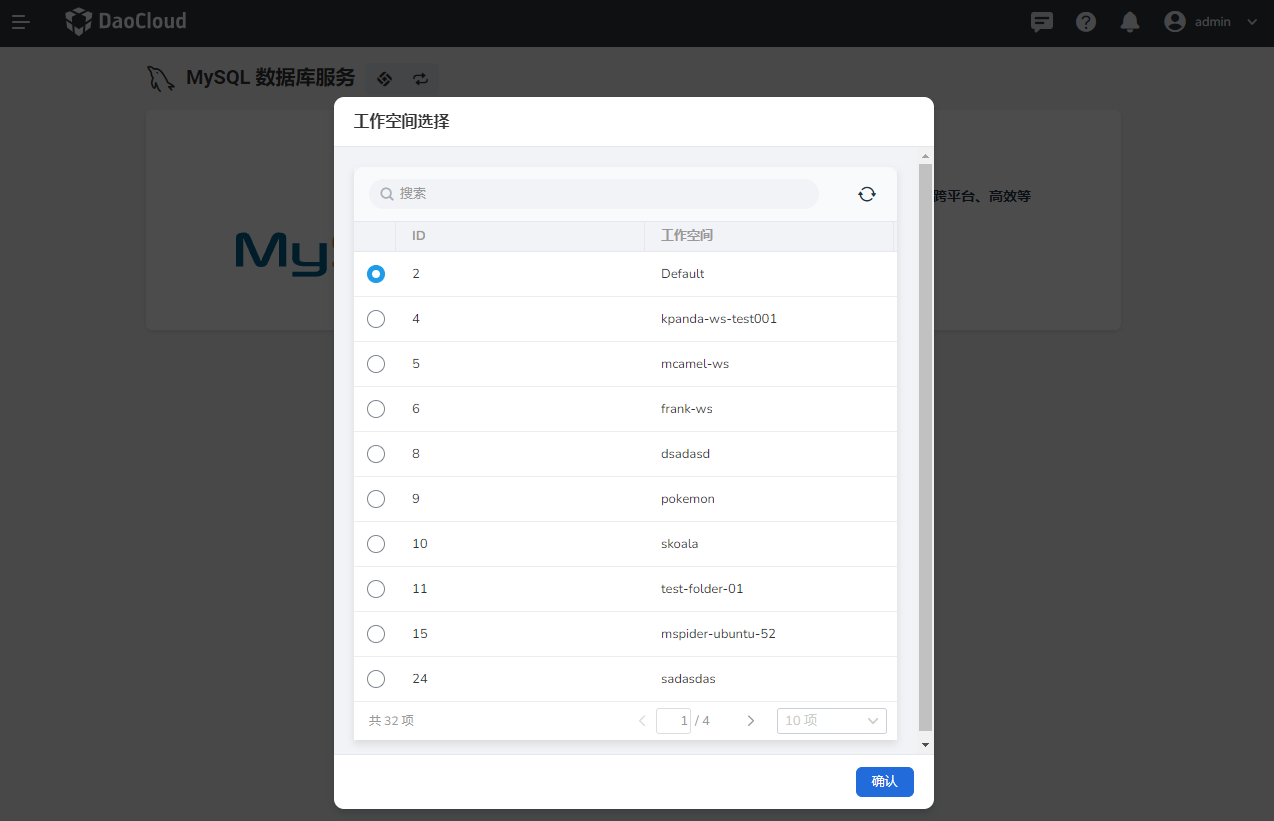 DaoCloud
admin
MySQL 数据库服务
工作空间选择
搜索
跨平台、高效等
My
ID 工作空间
2 Default
4 kpanda-ws-test001
5 mcamel-ws
6 frank-ws
8 dsadasd
9 pokemon
10 skoala
11 test-folder-01
15 mspider-ubuntu-52
24 sadasdas
共 32 项 1 / 4 10 项
确认